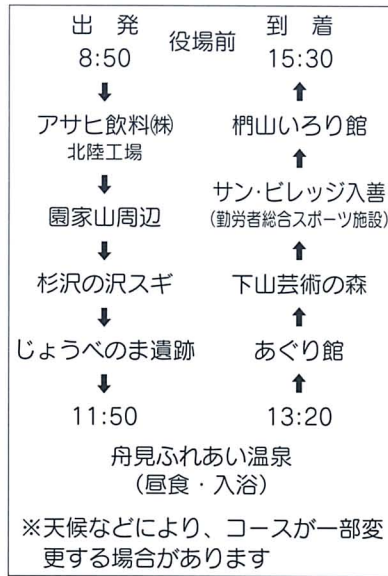 出発
8:50
役場前
到着
15:30
↓
アサヒ飲料㈱
北陸工場
↓
園家山周辺
↓
杉沢の沢スギ
↓
じょうべのま遺跡
↓
11:50
舟見ふれあい温泉
(昼食・入浴)
13:20
↑
あぐり館
↑
下山芸術の森
↑
サン・ビレッジ入善
(勤労者総合スポーツ施設)
↑
椚山いろり館
↑
※天候などにより、コースが一部変
更する場合があります